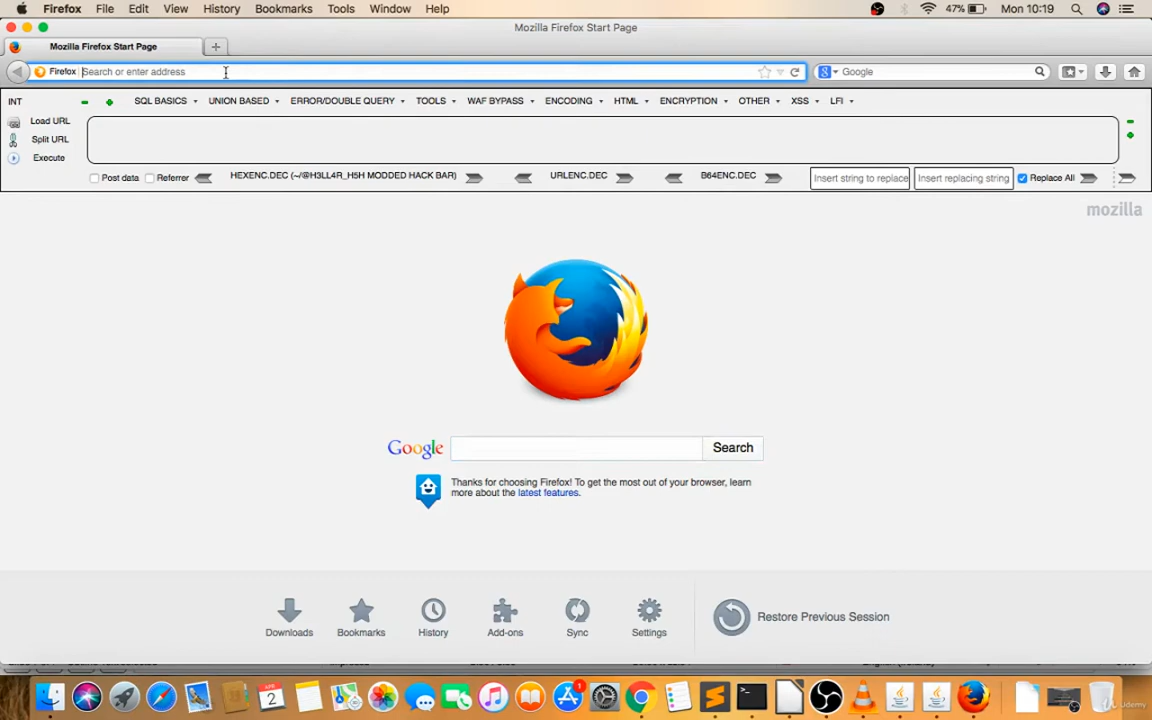 Firefox File Edit View History Bookmarks Tools Window Help 47% Mon 10:19
Mozilla Firefox Start Page
Mozilla Firefox Start Page
Firefox Search or enter address Google
INT SQL BASICS UNION BASED ERROR/DOUBLE QUERY TOOLS WAF BYPASS ENCODING HTML ENCRYPTION OTHER XSS LFI
Load URL
Split URL
Execute
Post data Referrer HEXENC.DEC (~/@H3LL4R_H5H MODDED HACK BAR) URLENC.DEC B64ENC.DEC Insert string to replace Insert replacing string Replace All
mozilla
Google Search
Thanks for choosing Firefox! To get the most out of your browser, learn
more about the latest features.
Downloads Bookmarks History Add-ons Sync Settings Restore Previous Session
APR
2
1
Udemy